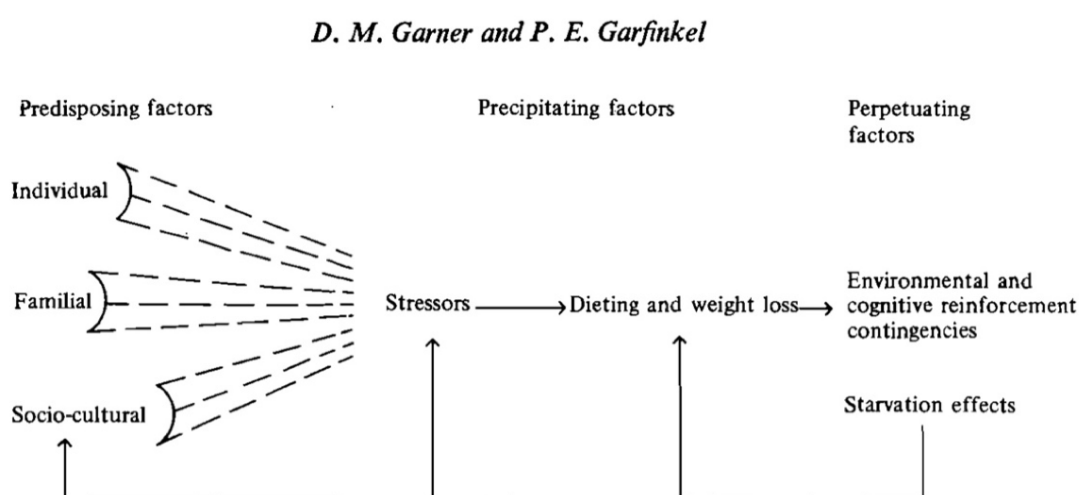 D. M. Garner and P. E. Garfinkel
Predisposing factors
Precipitating factors
Perpetuating
factors
Individual
Familial
Socio-cultural
Stressors
Dieting and weight loss
Environmental and
cognitive reinforcement
contingencies
Starvation effects